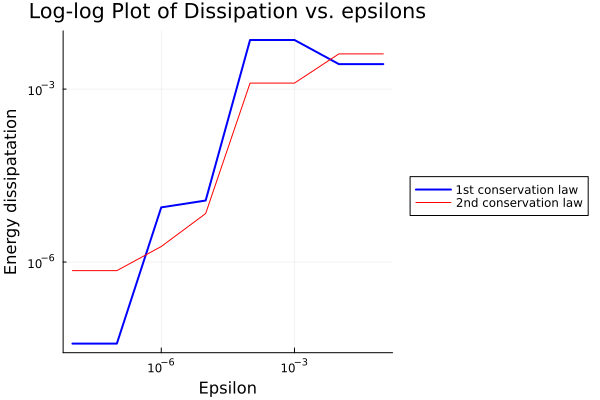 Log-log Plot of Dissipation vs. epsilons
Energy dissipatation
10⁻³
10⁻⁶
10⁻⁶ 10⁻³
Epsilon
1st conservation law
2nd conservation law